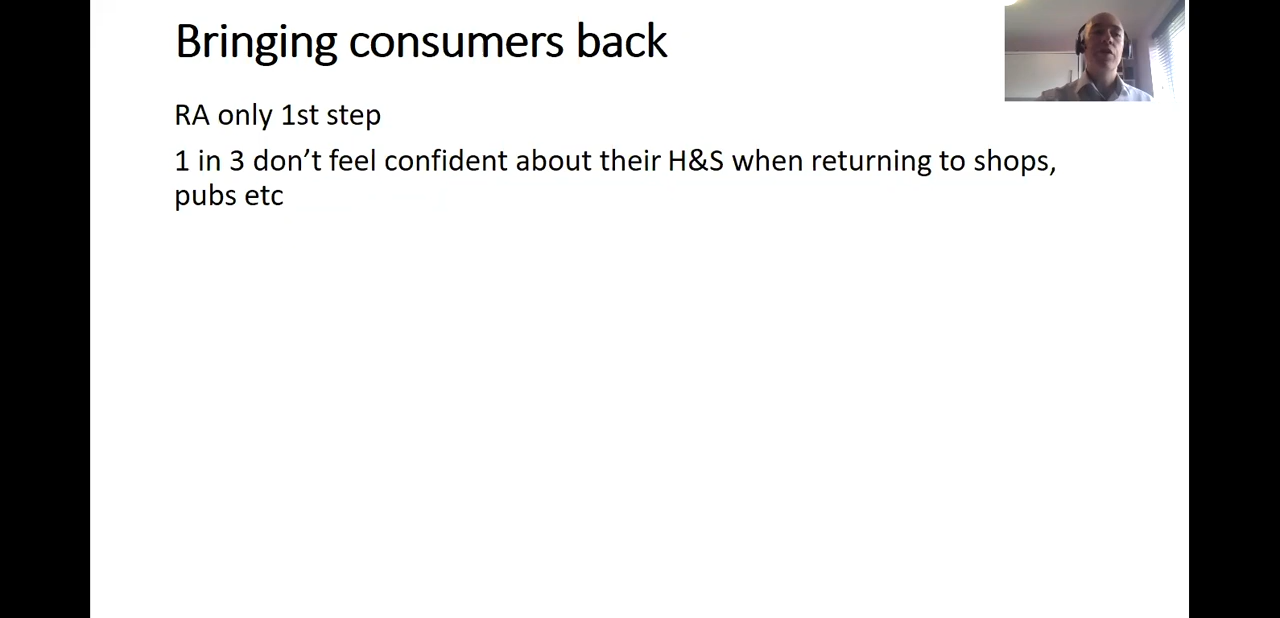 Bringing consumers back
RA only 1st step
1 in 3 don’t feel confident about their H&S when returning to shops,
pubs etc